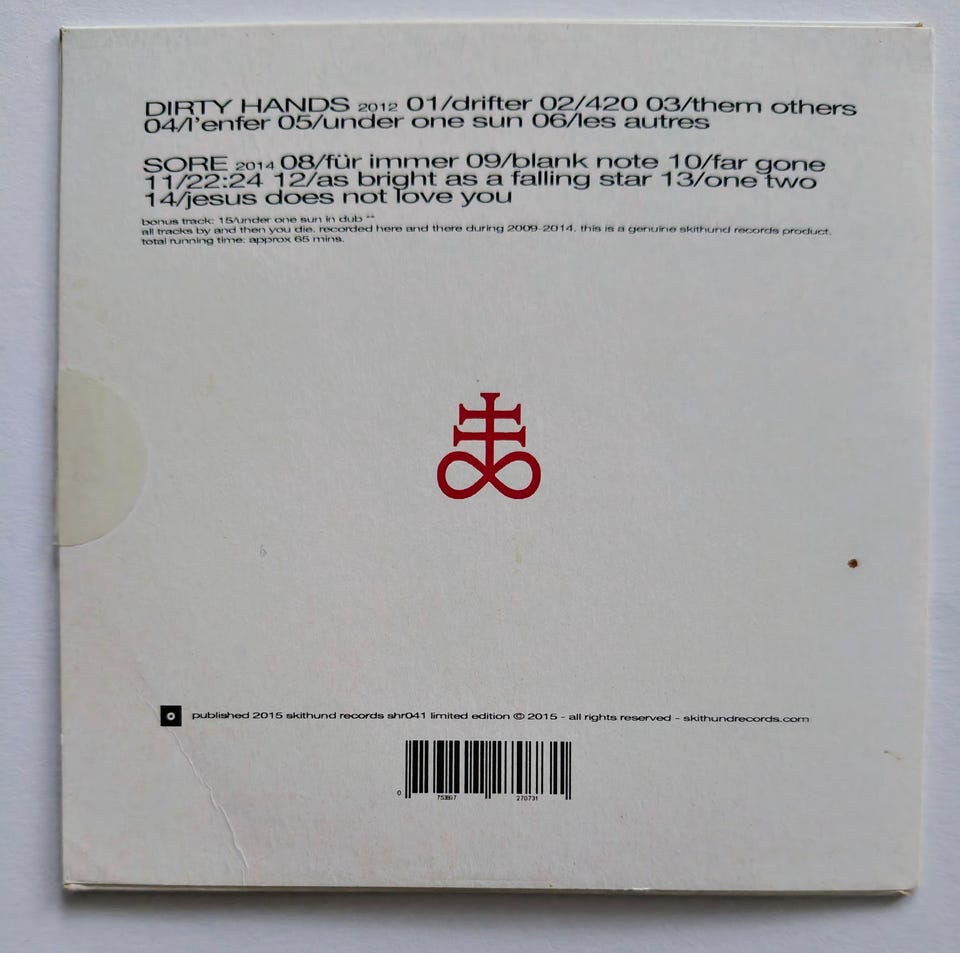 DIRTY HANDS 2012 01/drifter 02/420 03/them others
04/l'enfer 05/under one sun 06/les autres
SORE 2014 08/für immer 09/blank note 10/far gone
11/22:24 12/as bright as a falling star 13/one two
14/jesus does not love you
bonus track: 15/under one sun in dub **
all tracks by and then you die. recorded here and there during 2009-2014. this is a genuine skithund records product.
total running time: approx 65 mins.
published 2015 skithund records shr041 limited edition © 2015 - all rights reserved - skithundrecords.com
0 270731